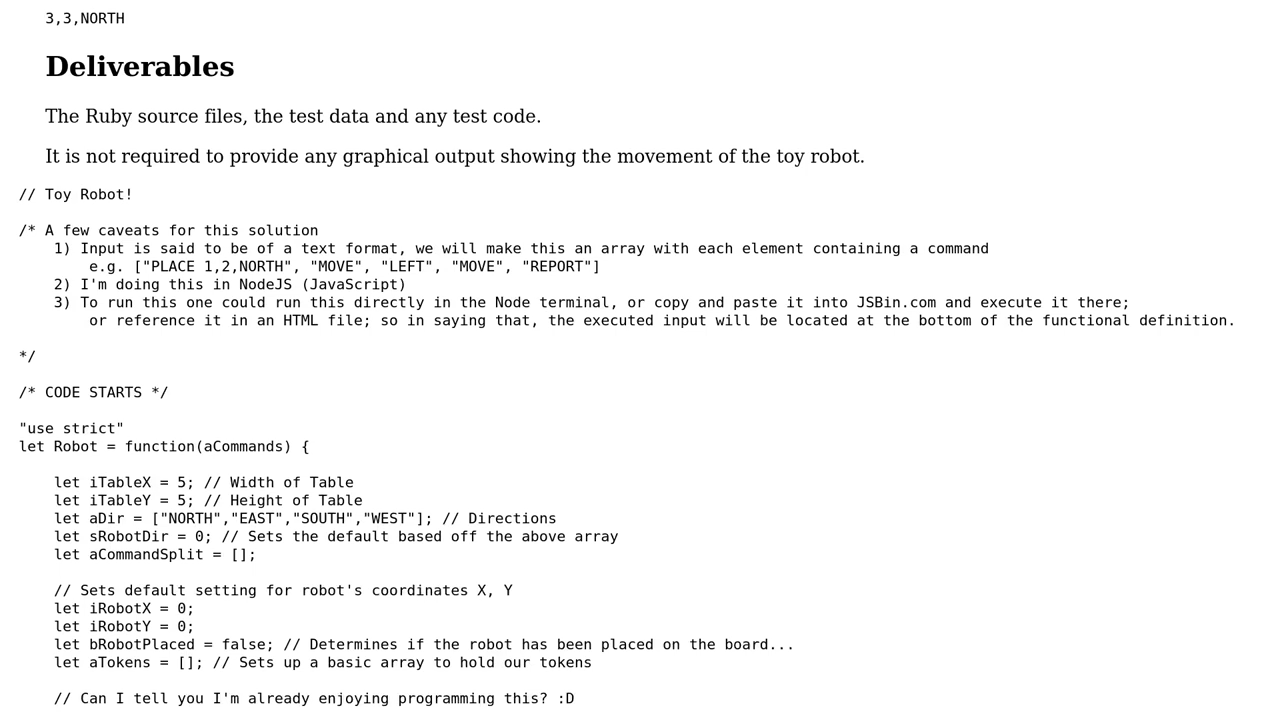 3,3,NORTH
Deliverables
The Ruby source files, the test data and any test code.
It is not required to provide any graphical output showing the movement of the toy robot.
// Toy Robot!
/* A few caveats for this solution
    1) Input is said to be of a text format, we will make this an array with each element containing a command
        e.g. ["PLACE 1,2,NORTH", "MOVE", "LEFT", "MOVE", "REPORT"]
    2) I'm doing this in NodeJS (JavaScript)
    3) To run this one could run this directly in the Node terminal, or copy and paste it into JSBin.com and execute it there;
        or reference it in an HTML file; so in saying that, the executed input will be located at the bottom of the functional definition.
*/
/* CODE STARTS */
"use strict"
let Robot = function(aCommands) {
    let iTableX = 5; // Width of Table
    let iTableY = 5; // Height of Table
    let aDir = ["NORTH","EAST","SOUTH","WEST"]; // Directions
    let sRobotDir = 0; // Sets the default based off the above array
    let aCommandSplit = [];
    // Sets default setting for robot's coordinates X, Y
    let iRobotX = 0;
    let iRobotY = 0;
    let bRobotPlaced = false; // Determines if the robot has been placed on the board...
    let aTokens = []; // Sets up a basic array to hold our tokens
    // Can I tell you I'm already enjoying programming this? :D